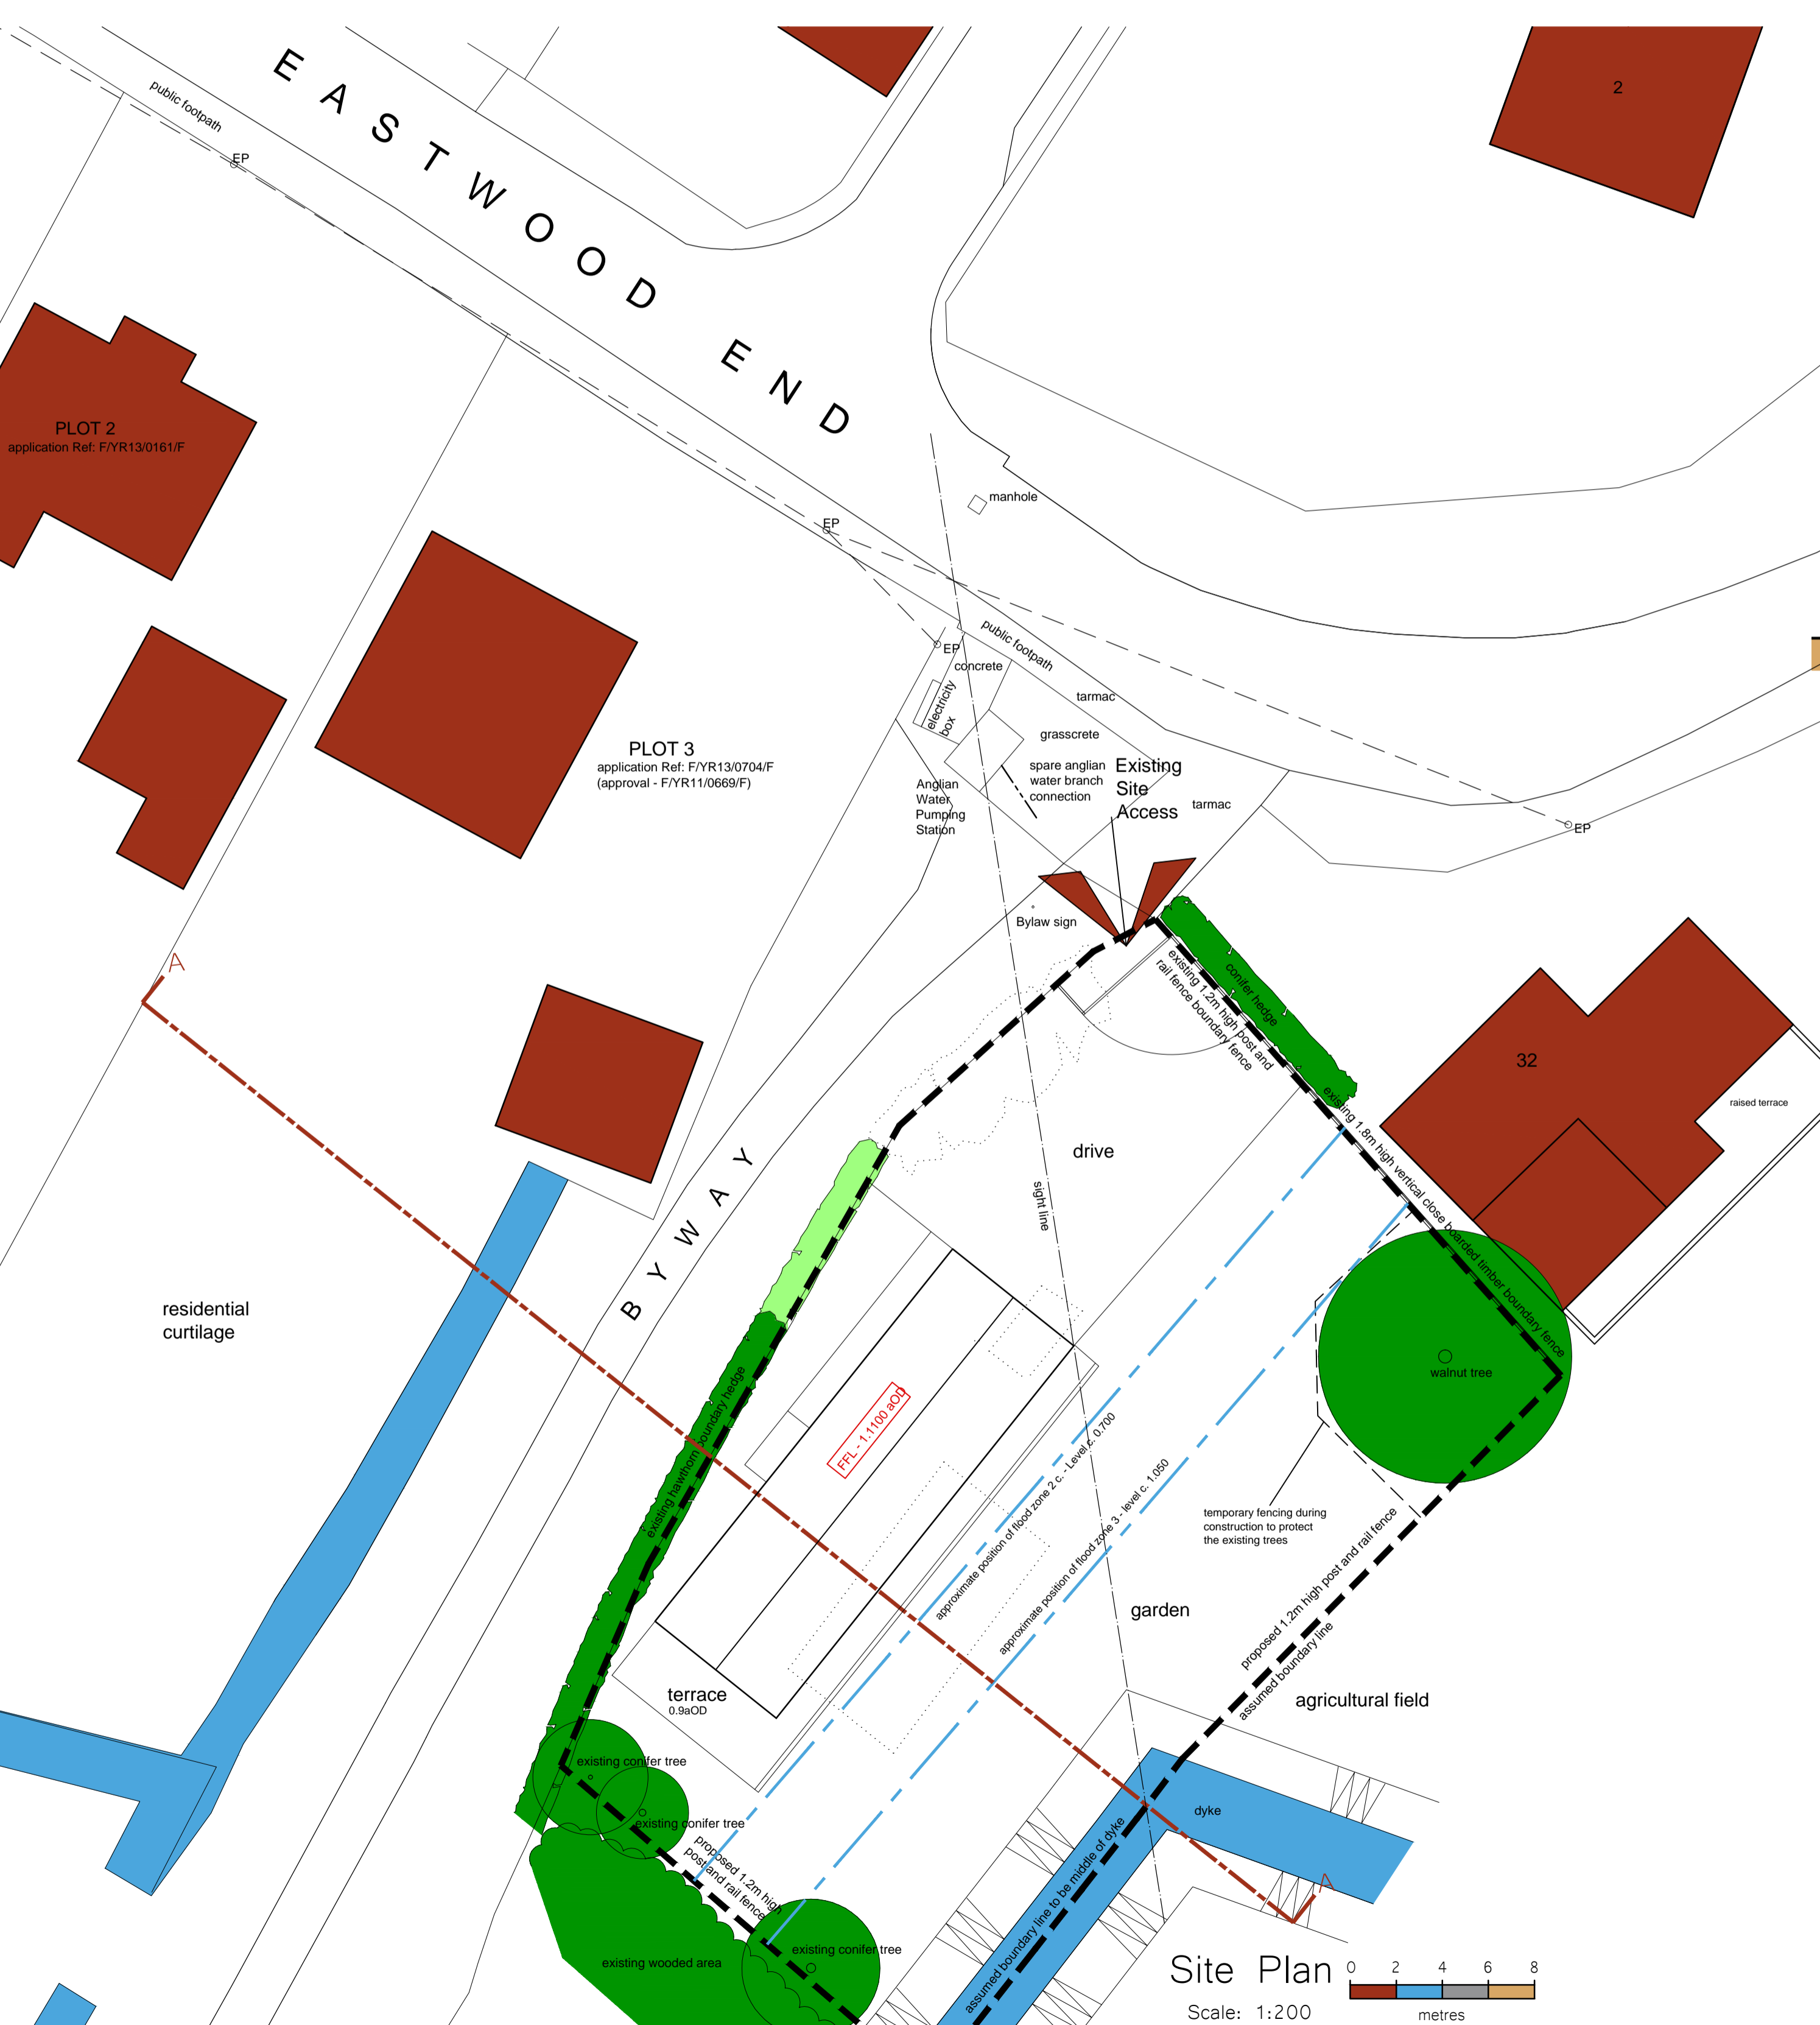 EASTWOOD END
public footpath
EP
2
PLOT 2
application Ref: F/YR13/0161/F
manhole
EP
EP
public footpath
concrete
electricity
box
tarmac
grasscrete
PLOT 3
application Ref: F/YR13/0704/F
(approval - F/YR11/0669/F)
spare anglian
water branch
connection
Existing
Site
Access
tarmac
Anglian
Water
Pumping
Station
EP
Bylaw sign
A
conifer hedge
existing 1.2m high post and
rail fence boundary fence
32
raised terrace
existing 1.8m high vertical close boarded timber boundary fence
drive
BYWAY
sight line
residential
curtilage
walnut tree
existing hawthorn boundary hedge
FFL - 1.1100 aOD
approximate position of flood zone 2 c. - Level c. 0.700
approximate position of flood zone 3 - level c. 1.050
temporary fencing during
construction to protect
the existing trees
garden
proposed 1.2m high post and rail fence
assumed boundary line
agricultural field
terrace
0.9aOD
existing conifer tree
existing conifer tree
proposed 1.2m high
post and rail fence
dyke
assumed boundary line to be middle of dyke
A
existing conifer tree
existing wooded area
Site Plan
Scale: 1:200
0 2 4 6 8
metres